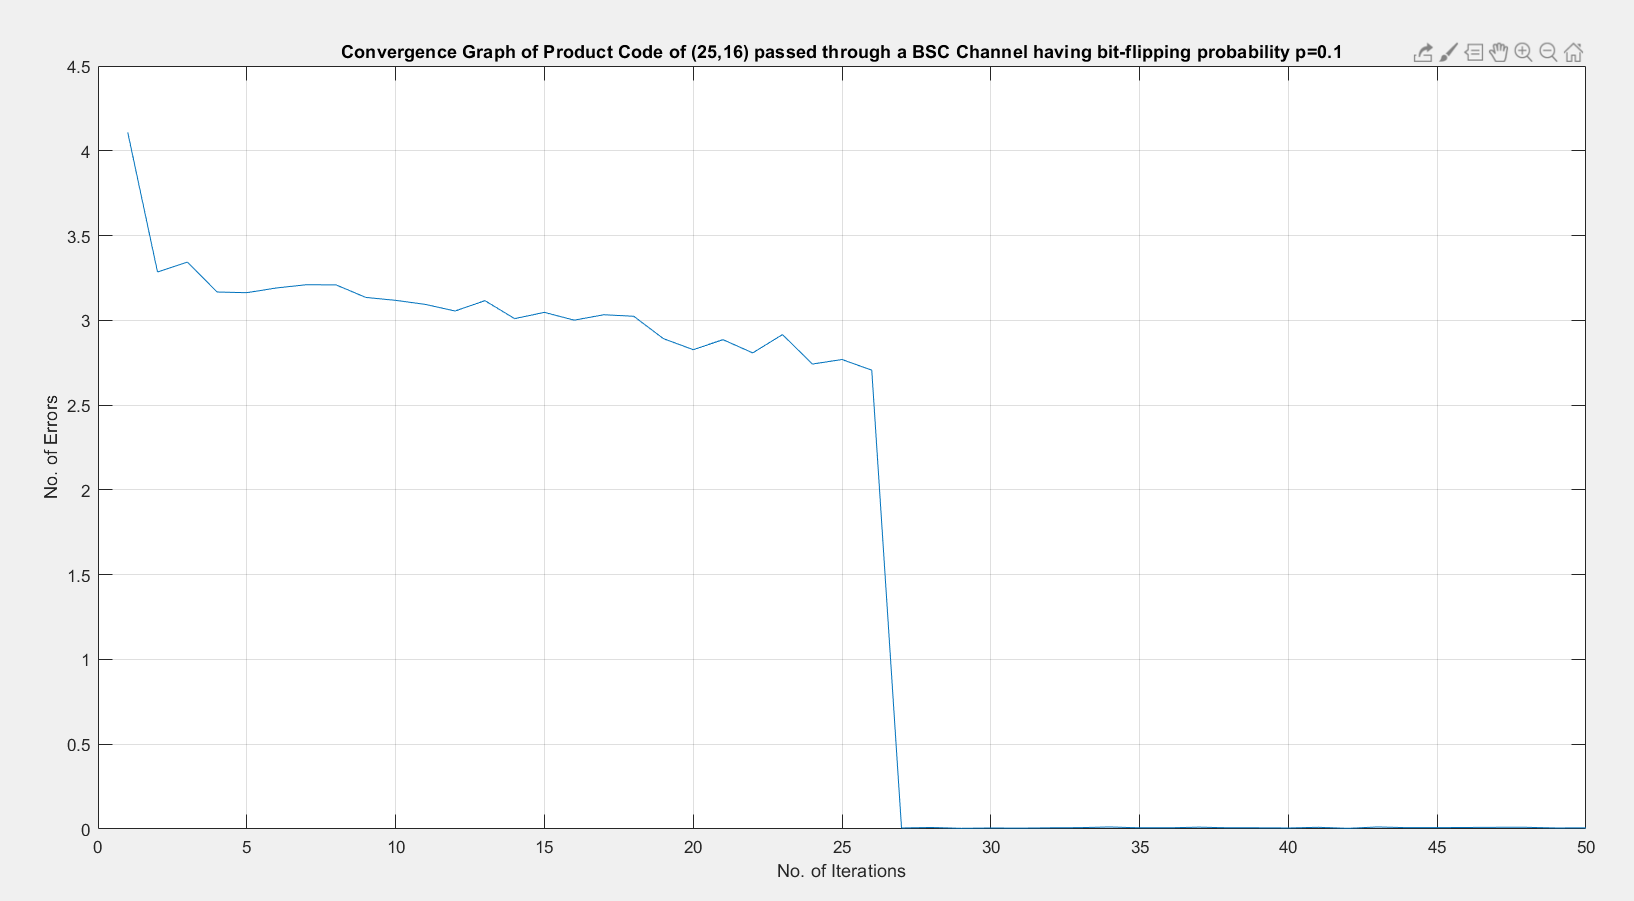 Convergence Graph of Product Code of (25,16) passed through a BSC Channel having bit-flipping probability p=0.1
4.5
4
3.5
3
2.5
2
1.5
1
0.5
0
No. of Errors
0 5 10 15 20 25 30 35 40 45 50
No. of Iterations